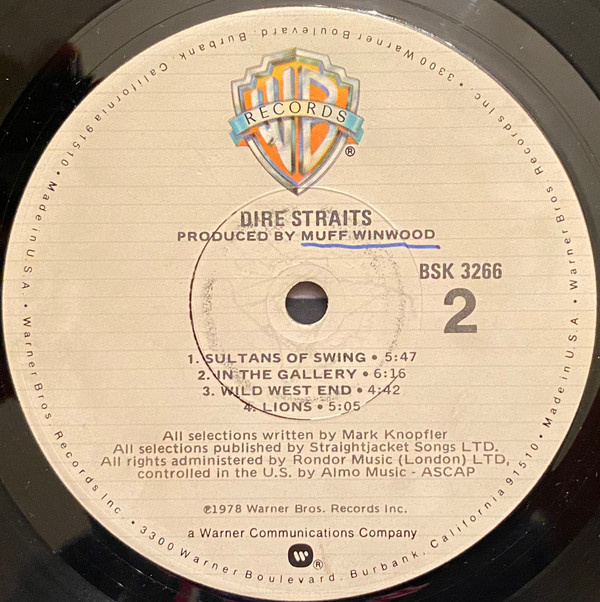 Made in U.S.A. • Warner Bros. Records Inc. • 3300 Warner Boulevard, Burbank, California 91510 • Made in U.S.A. • Warner Bros. Records Inc. • 3300 Warner Boulevard, Burbank, California 91510 •
WB
RECORDS
®
DIRE STRAITS
PRODUCED BY MUFF WINWOOD
BSK 3266
2
1. SULTANS OF SWING • 5:47
2. IN THE GALLERY • 6:16
3. WILD WEST END • 4:42
4. LIONS • 5:05
All selections written by Mark Knopfler
All selections published by Straightjacket Songs LTD.
All rights administered by Rondor Music (London) LTD,
controlled in the U.S. by Almo Music - ASCAP
℗1978 Warner Bros. Records Inc.
a Warner Communications Company
®